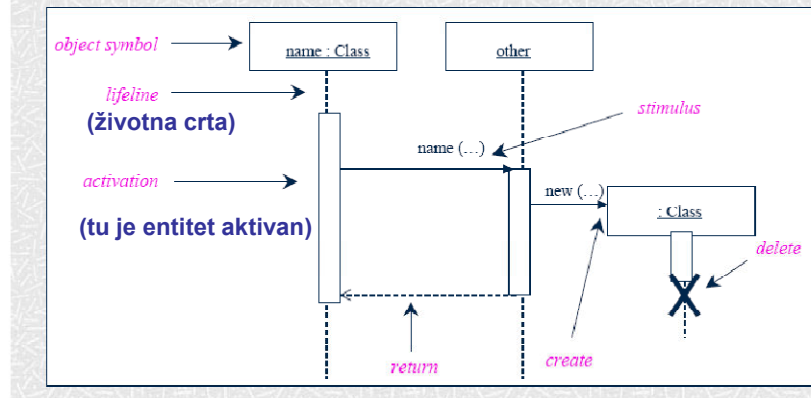 object symbol
name : Class
other
lifeline
(životna crta)
stimulus
name (…)
activation
new (…)
: Class
(tu je entitet aktivan)
delete
return
create